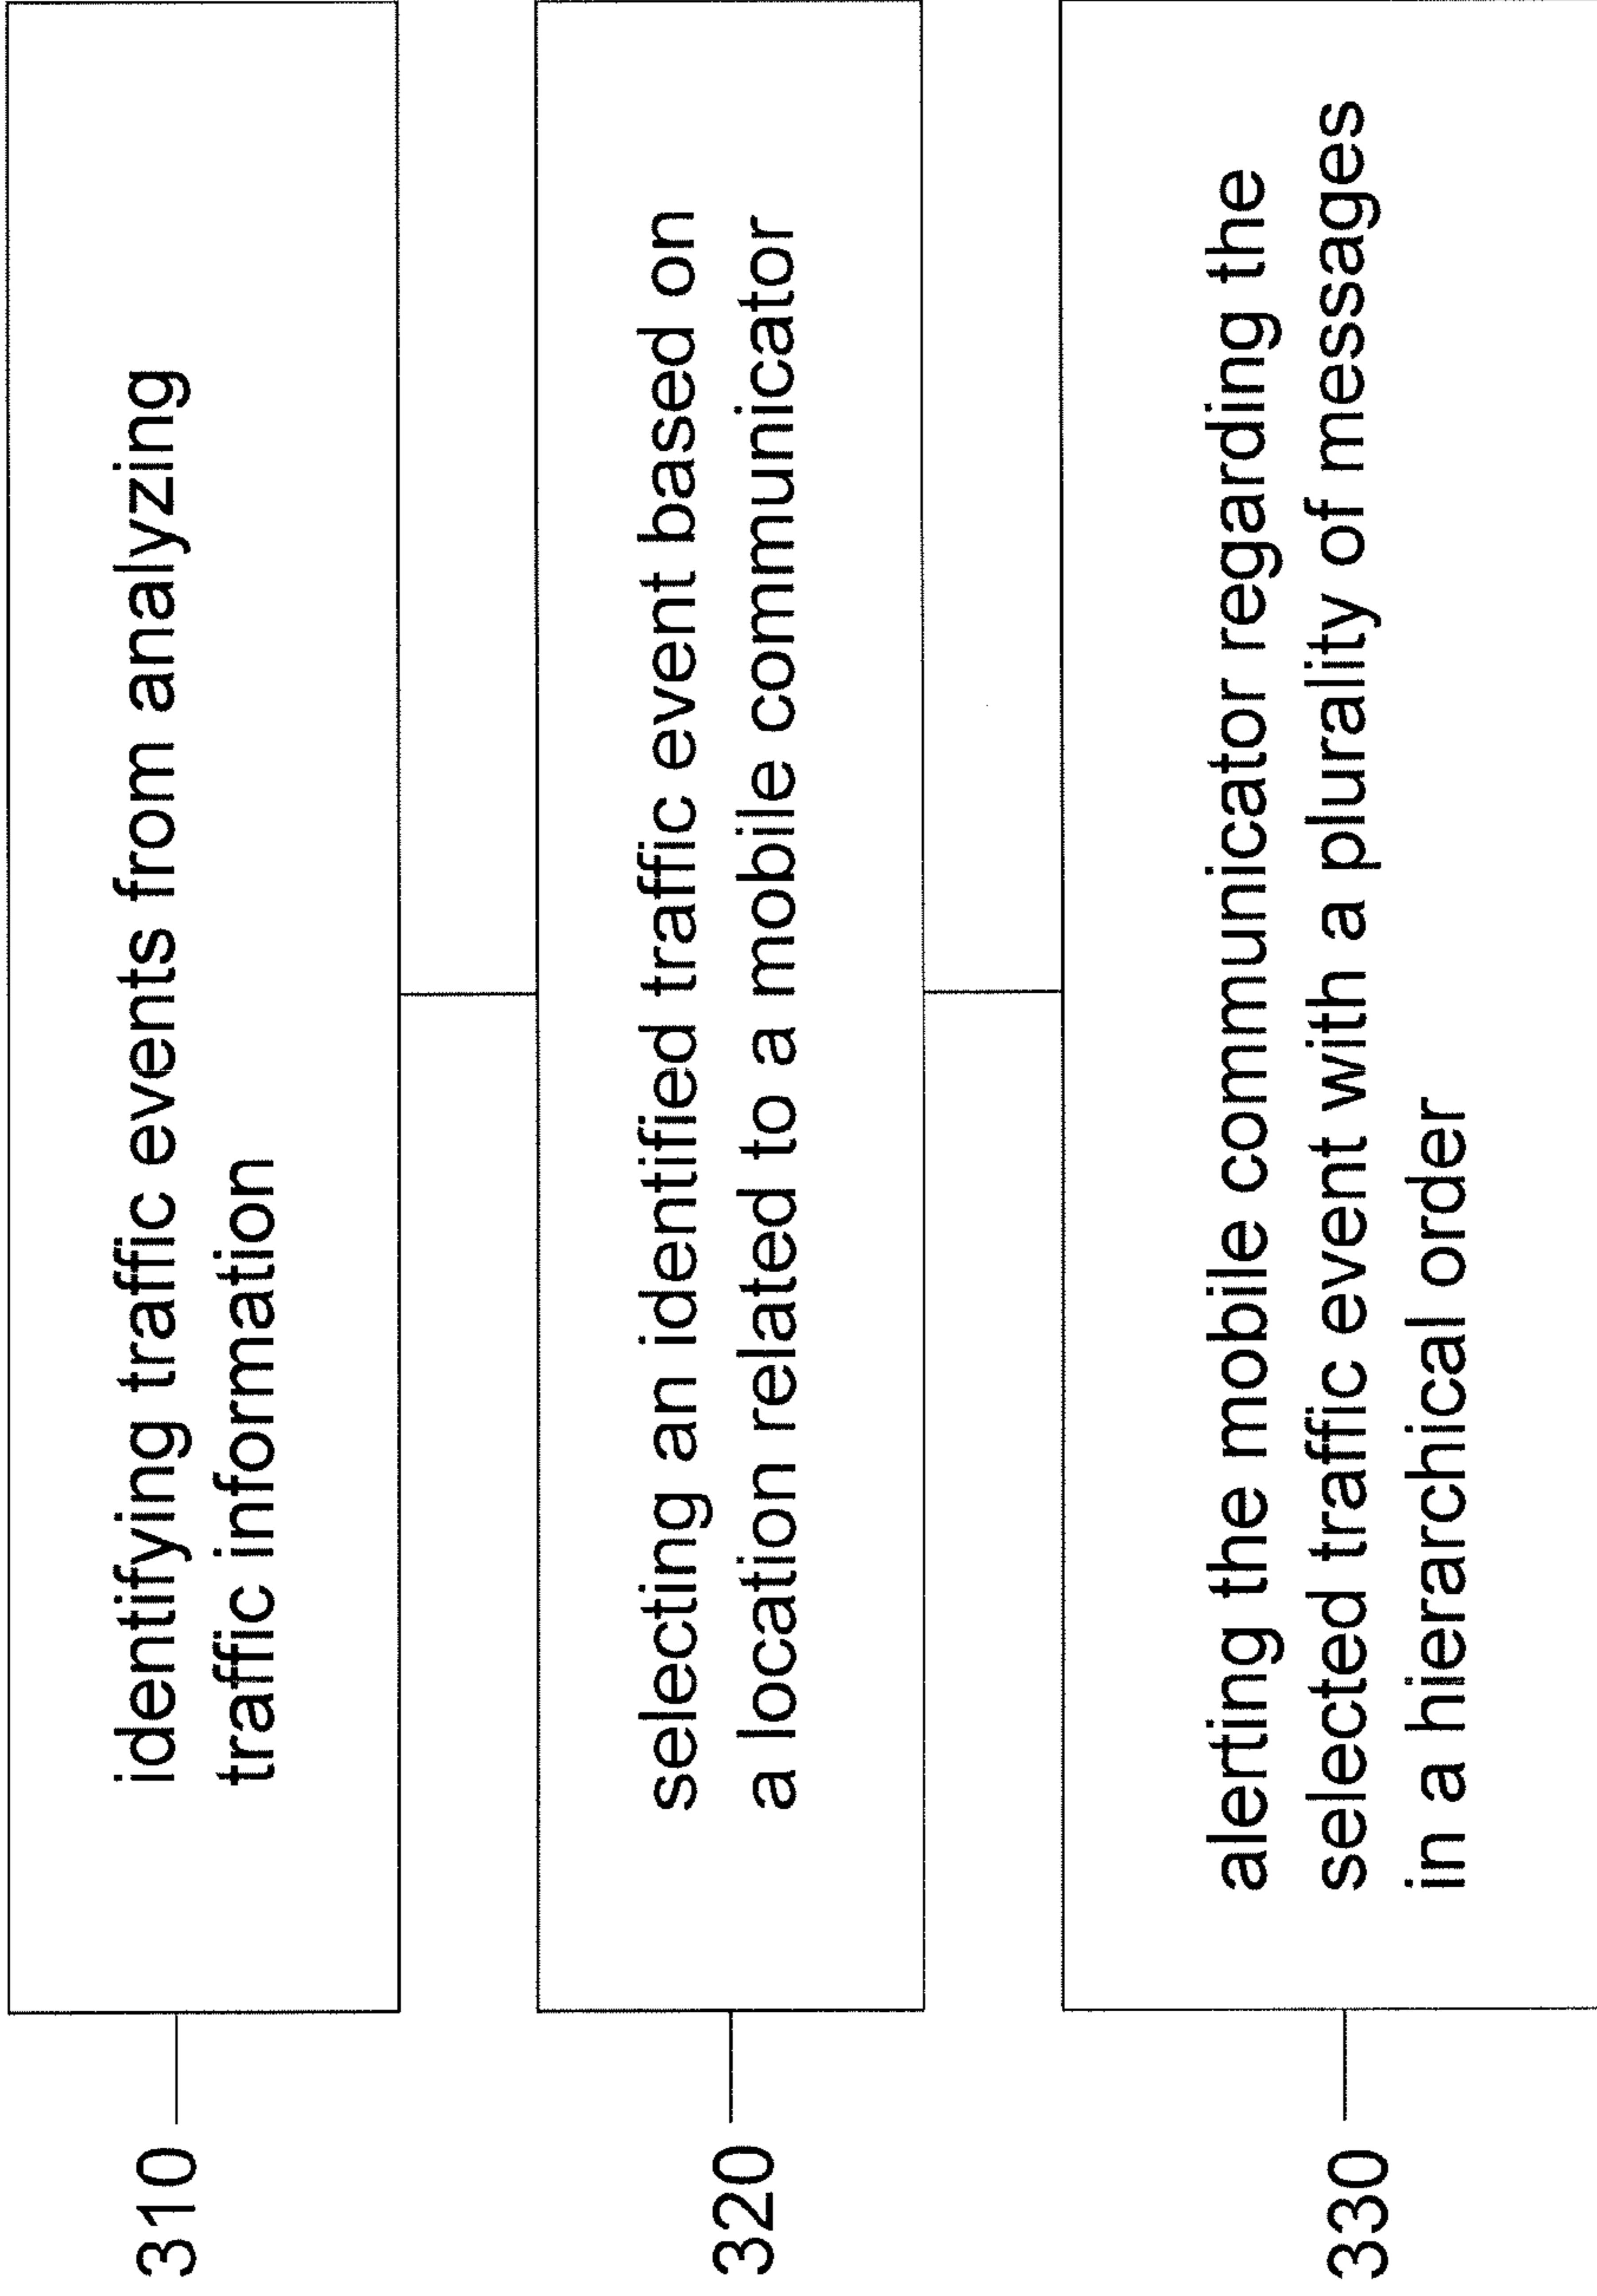 310
identifying traffic events from analyzing
traffic information
320
selecting an identified traffic event based on
a location related to a mobile communicator
330
alerting the mobile communicator regarding the
selected traffic event with a plurality of messages
in a hierarchical order